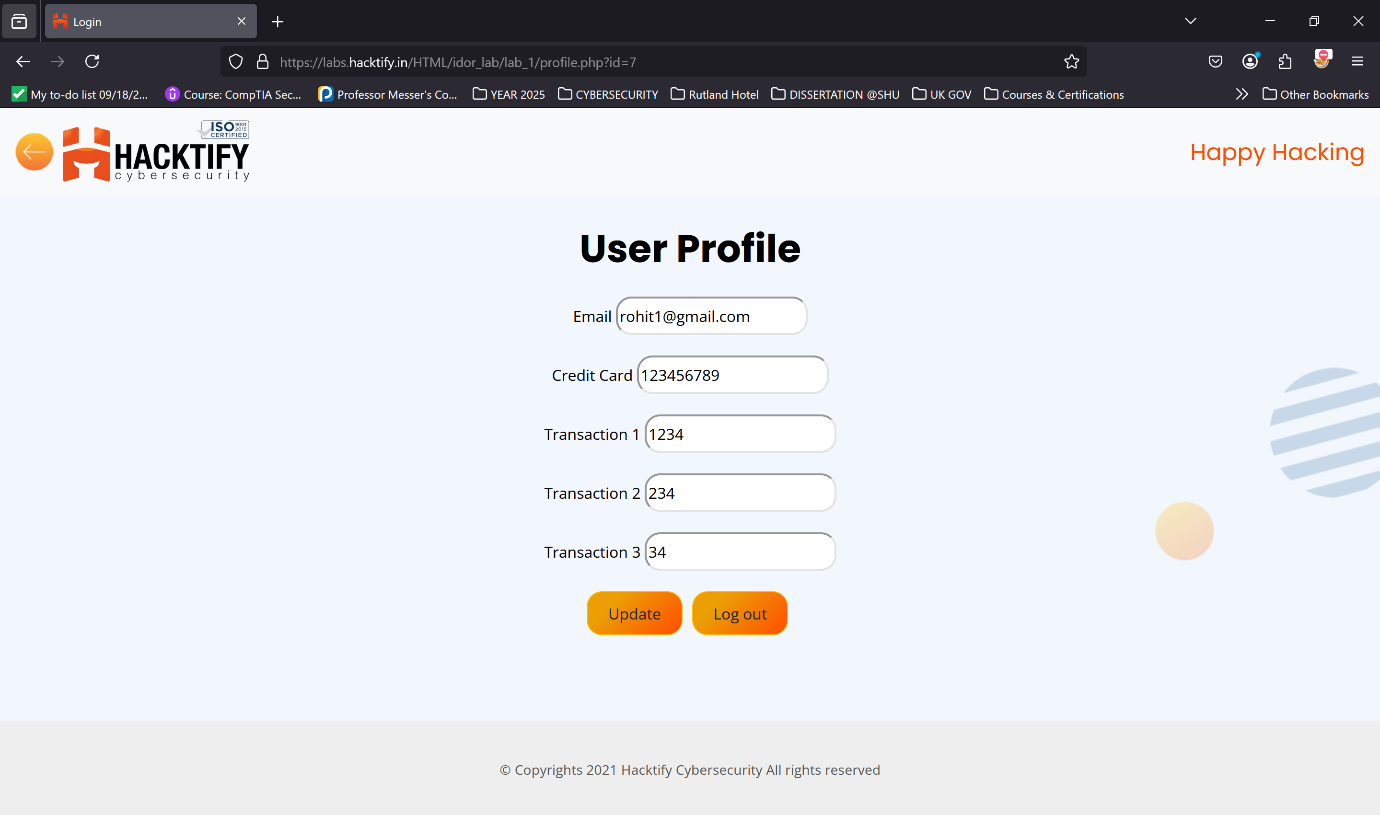 Login
https://labs.hacktify.in/HTML/idor_lab/lab_1/profile.php?id=7
My to-do list 09/18/2... Course: CompTIA Sec... Professor Messer's Co... YEAR 2025 CYBERSECURITY Rutland Hotel DISSERTATION @SHU UK GOV Courses & Certifications Other Bookmarks
ISO 9001 2015
CERTIFIED
HACKTIFY
cybersecurity
Happy Hacking
User Profile
Email rohit1@gmail.com
Credit Card 123456789
Transaction 1 1234
Transaction 2 234
Transaction 3 34
Update Log out
© Copyrights 2021 Hacktify Cybersecurity All rights reserved